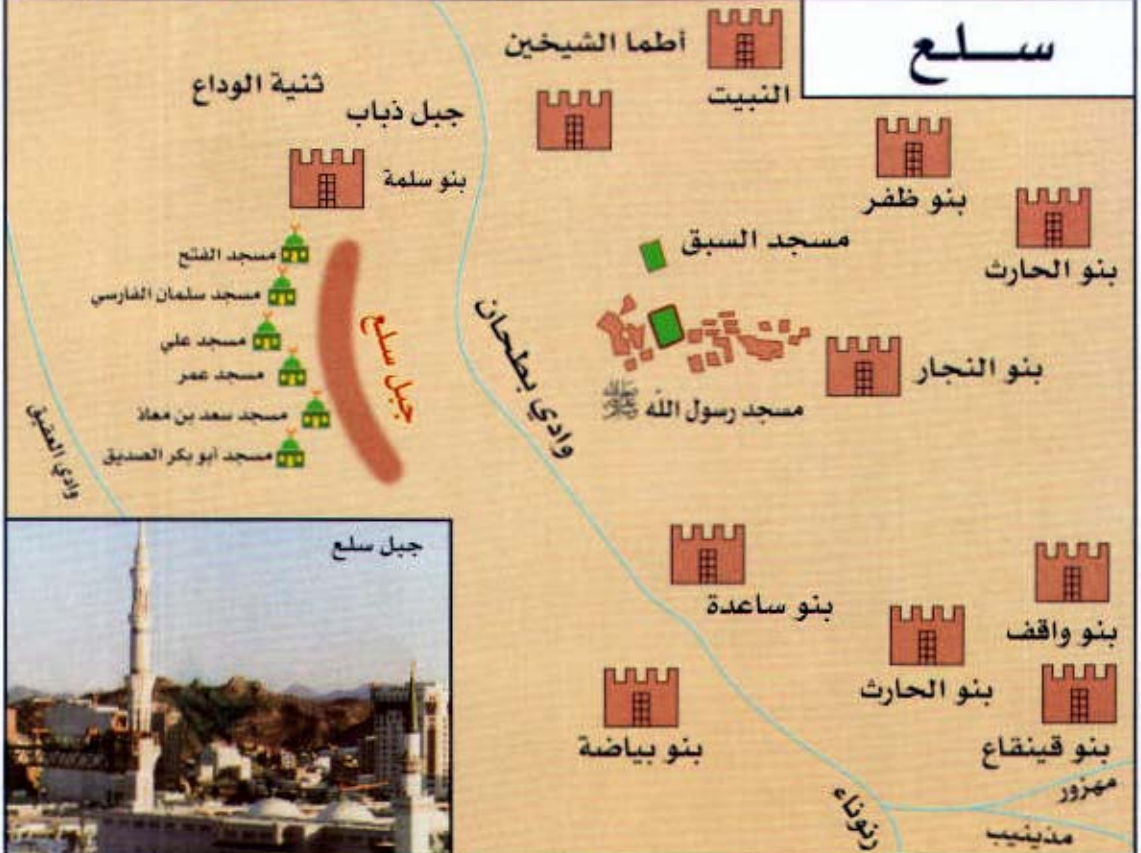 سلع
أطما الشيخين
النبيت
ثنية الوداع
جبل ذباب
بنو سلمة
بنو ظفر
بنو الحارث
مسجد السبق
مسجد الفتح
مسجد سلمان الفارسي
مسجد علي
مسجد عمر
مسجد سعد بن معاذ
مسجد أبو بكر الصديق
جبل سلع
وادي بطحان
وادي العقيق
بنو النجار
مسجد رسول الله ﷺ
جبل سلع
بنو ساعدة
بنو واقف
بنو الحارث
بنو بياضة
بنو قينقاع
مهزور
مذينيب
رنوناء